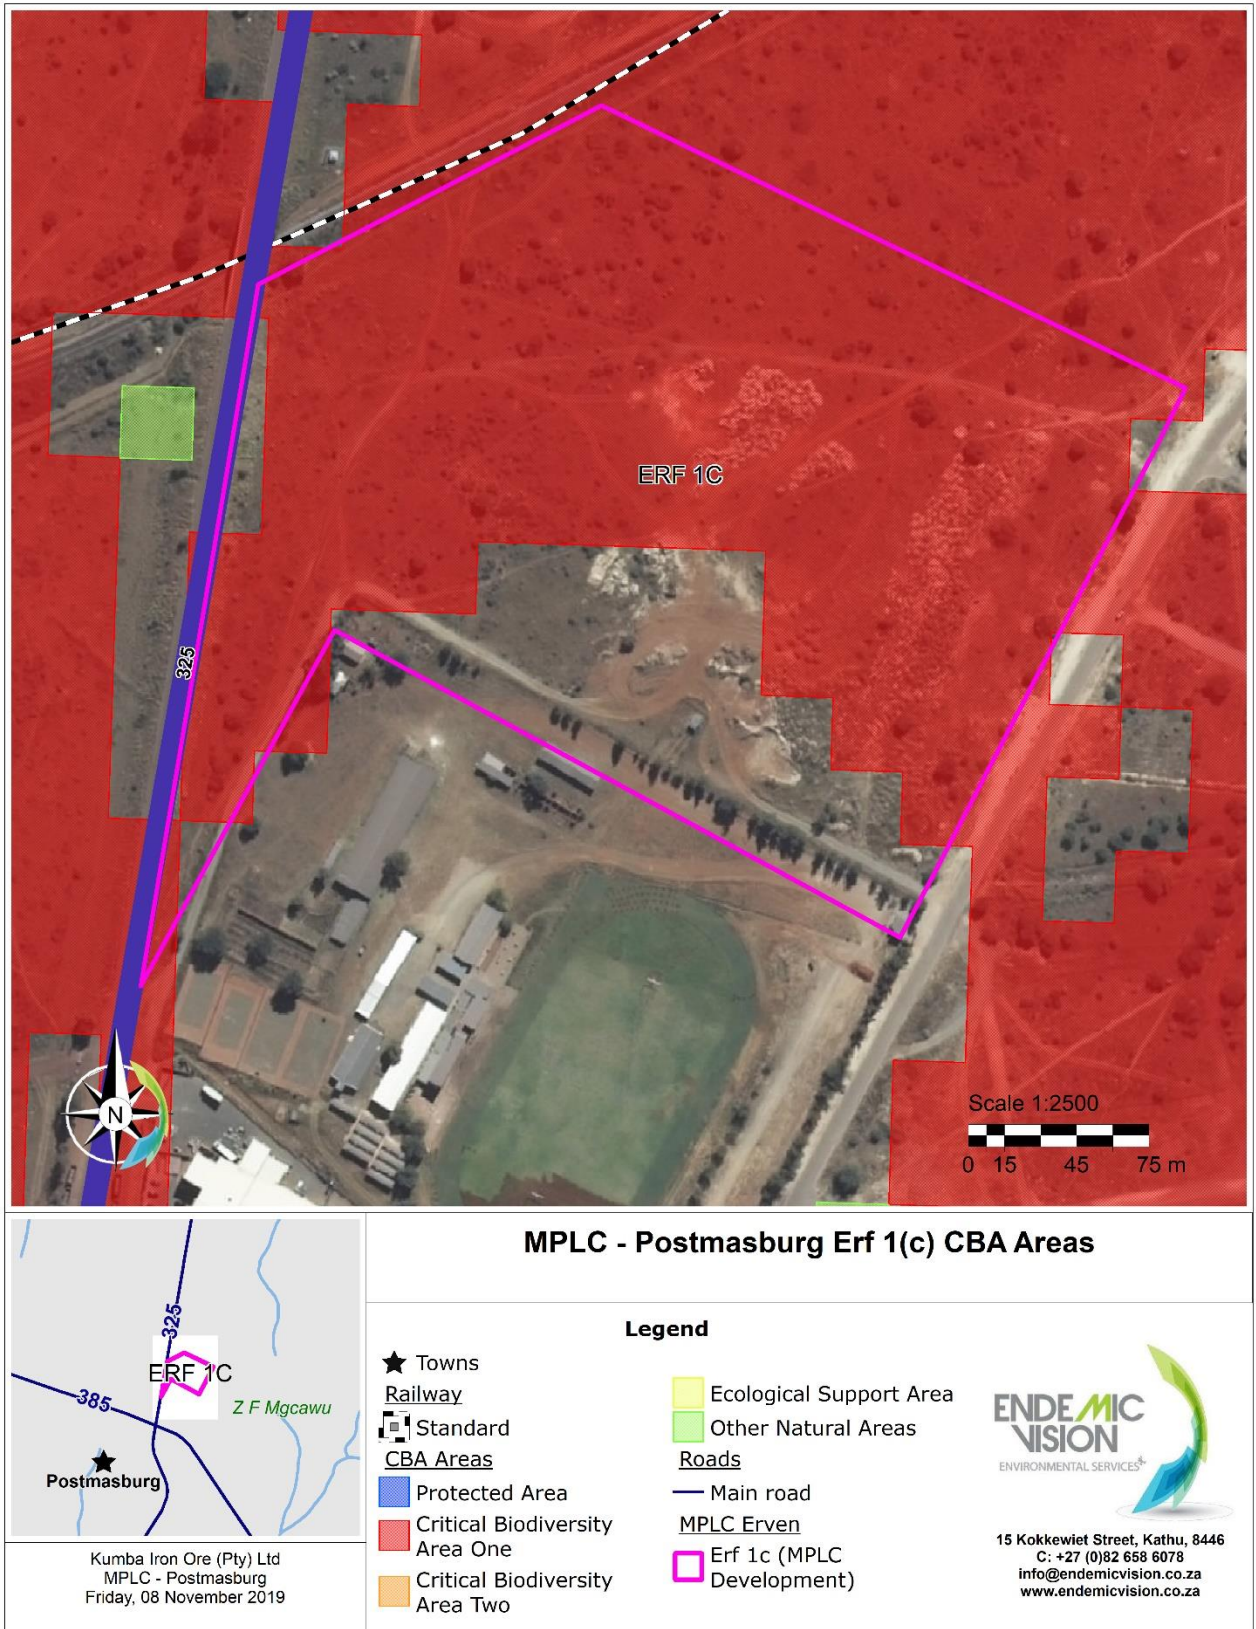 ERF 1C
325
N
Scale 1:2500
0 15 45 75 m
325
ERF 1C
385
Z F Mgcawu
Postmasburg
Kumba Iron Ore (Pty) Ltd
MPLC - Postmasburg
Friday, 08 November 2019
MPLC - Postmasburg Erf 1(c) CBA Areas
Legend
Towns
Railway
Standard
CBA Areas
Protected Area
Critical Biodiversity
Area One
Critical Biodiversity
Area Two
Ecological Support Area
Other Natural Areas
Roads
Main road
MPLC Erven
Erf 1c (MPLC
Development)
ENDEMIC
VISION
ENVIRONMENTAL SERVICES
15 Kokkewiet Street, Kathu, 8446
C: +27 (0)82 658 6078
info@endemicvision.co.za
www.endemicvision.co.za